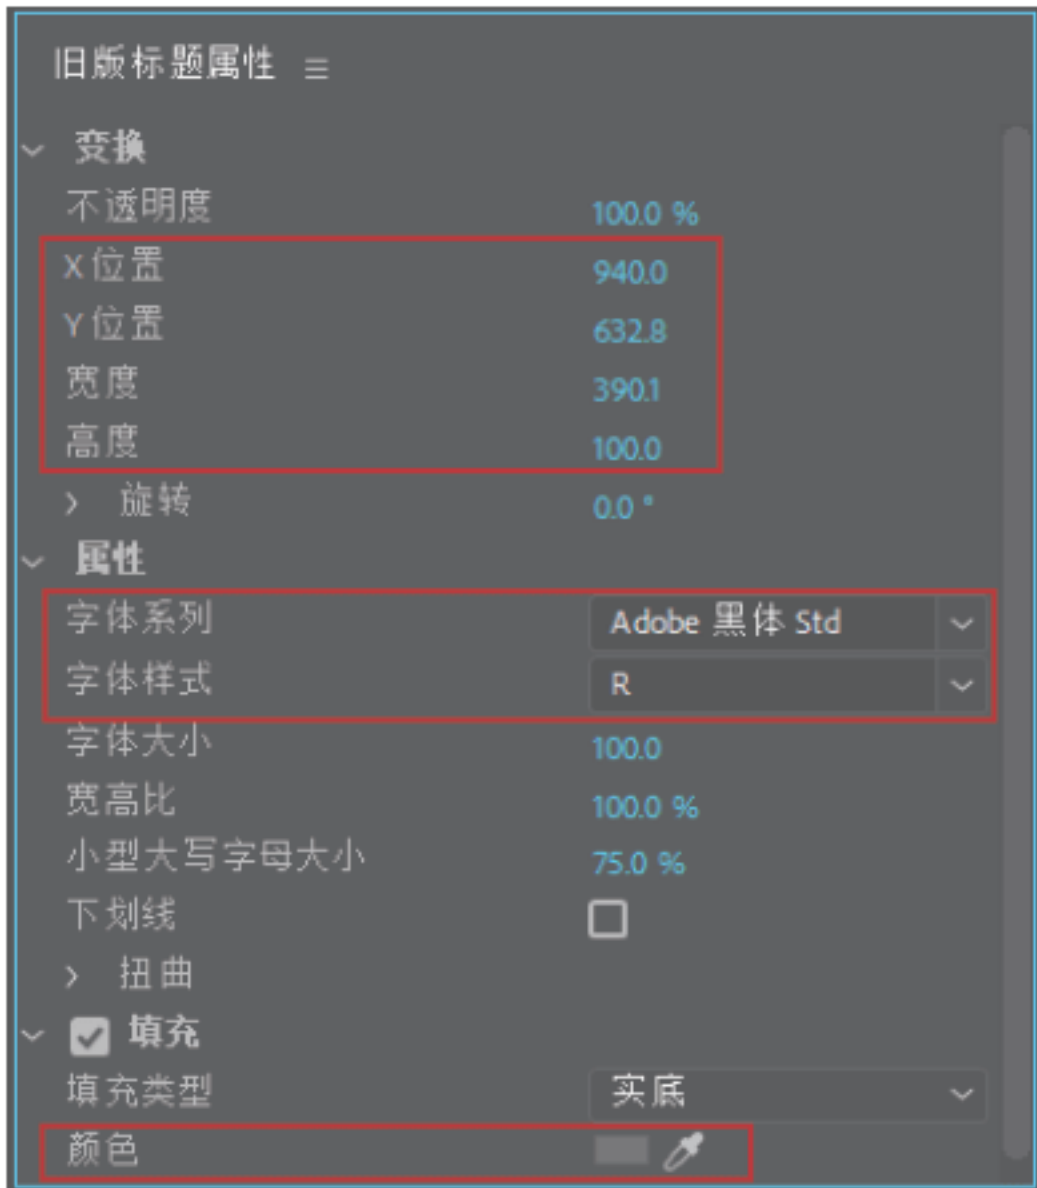 旧版标题属性
变换
不透明度 100.0 %
X 位置 940.0
Y 位置 632.8
宽度 390.1
高度 100.0
旋转 0.0 °
属性
字体系列 Adobe 黑体 Std
字体样式 R
字体大小 100.0
宽高比 100.0 %
小型大写字母大小 75.0 %
下划线
扭曲
填充
填充类型 实底
颜色